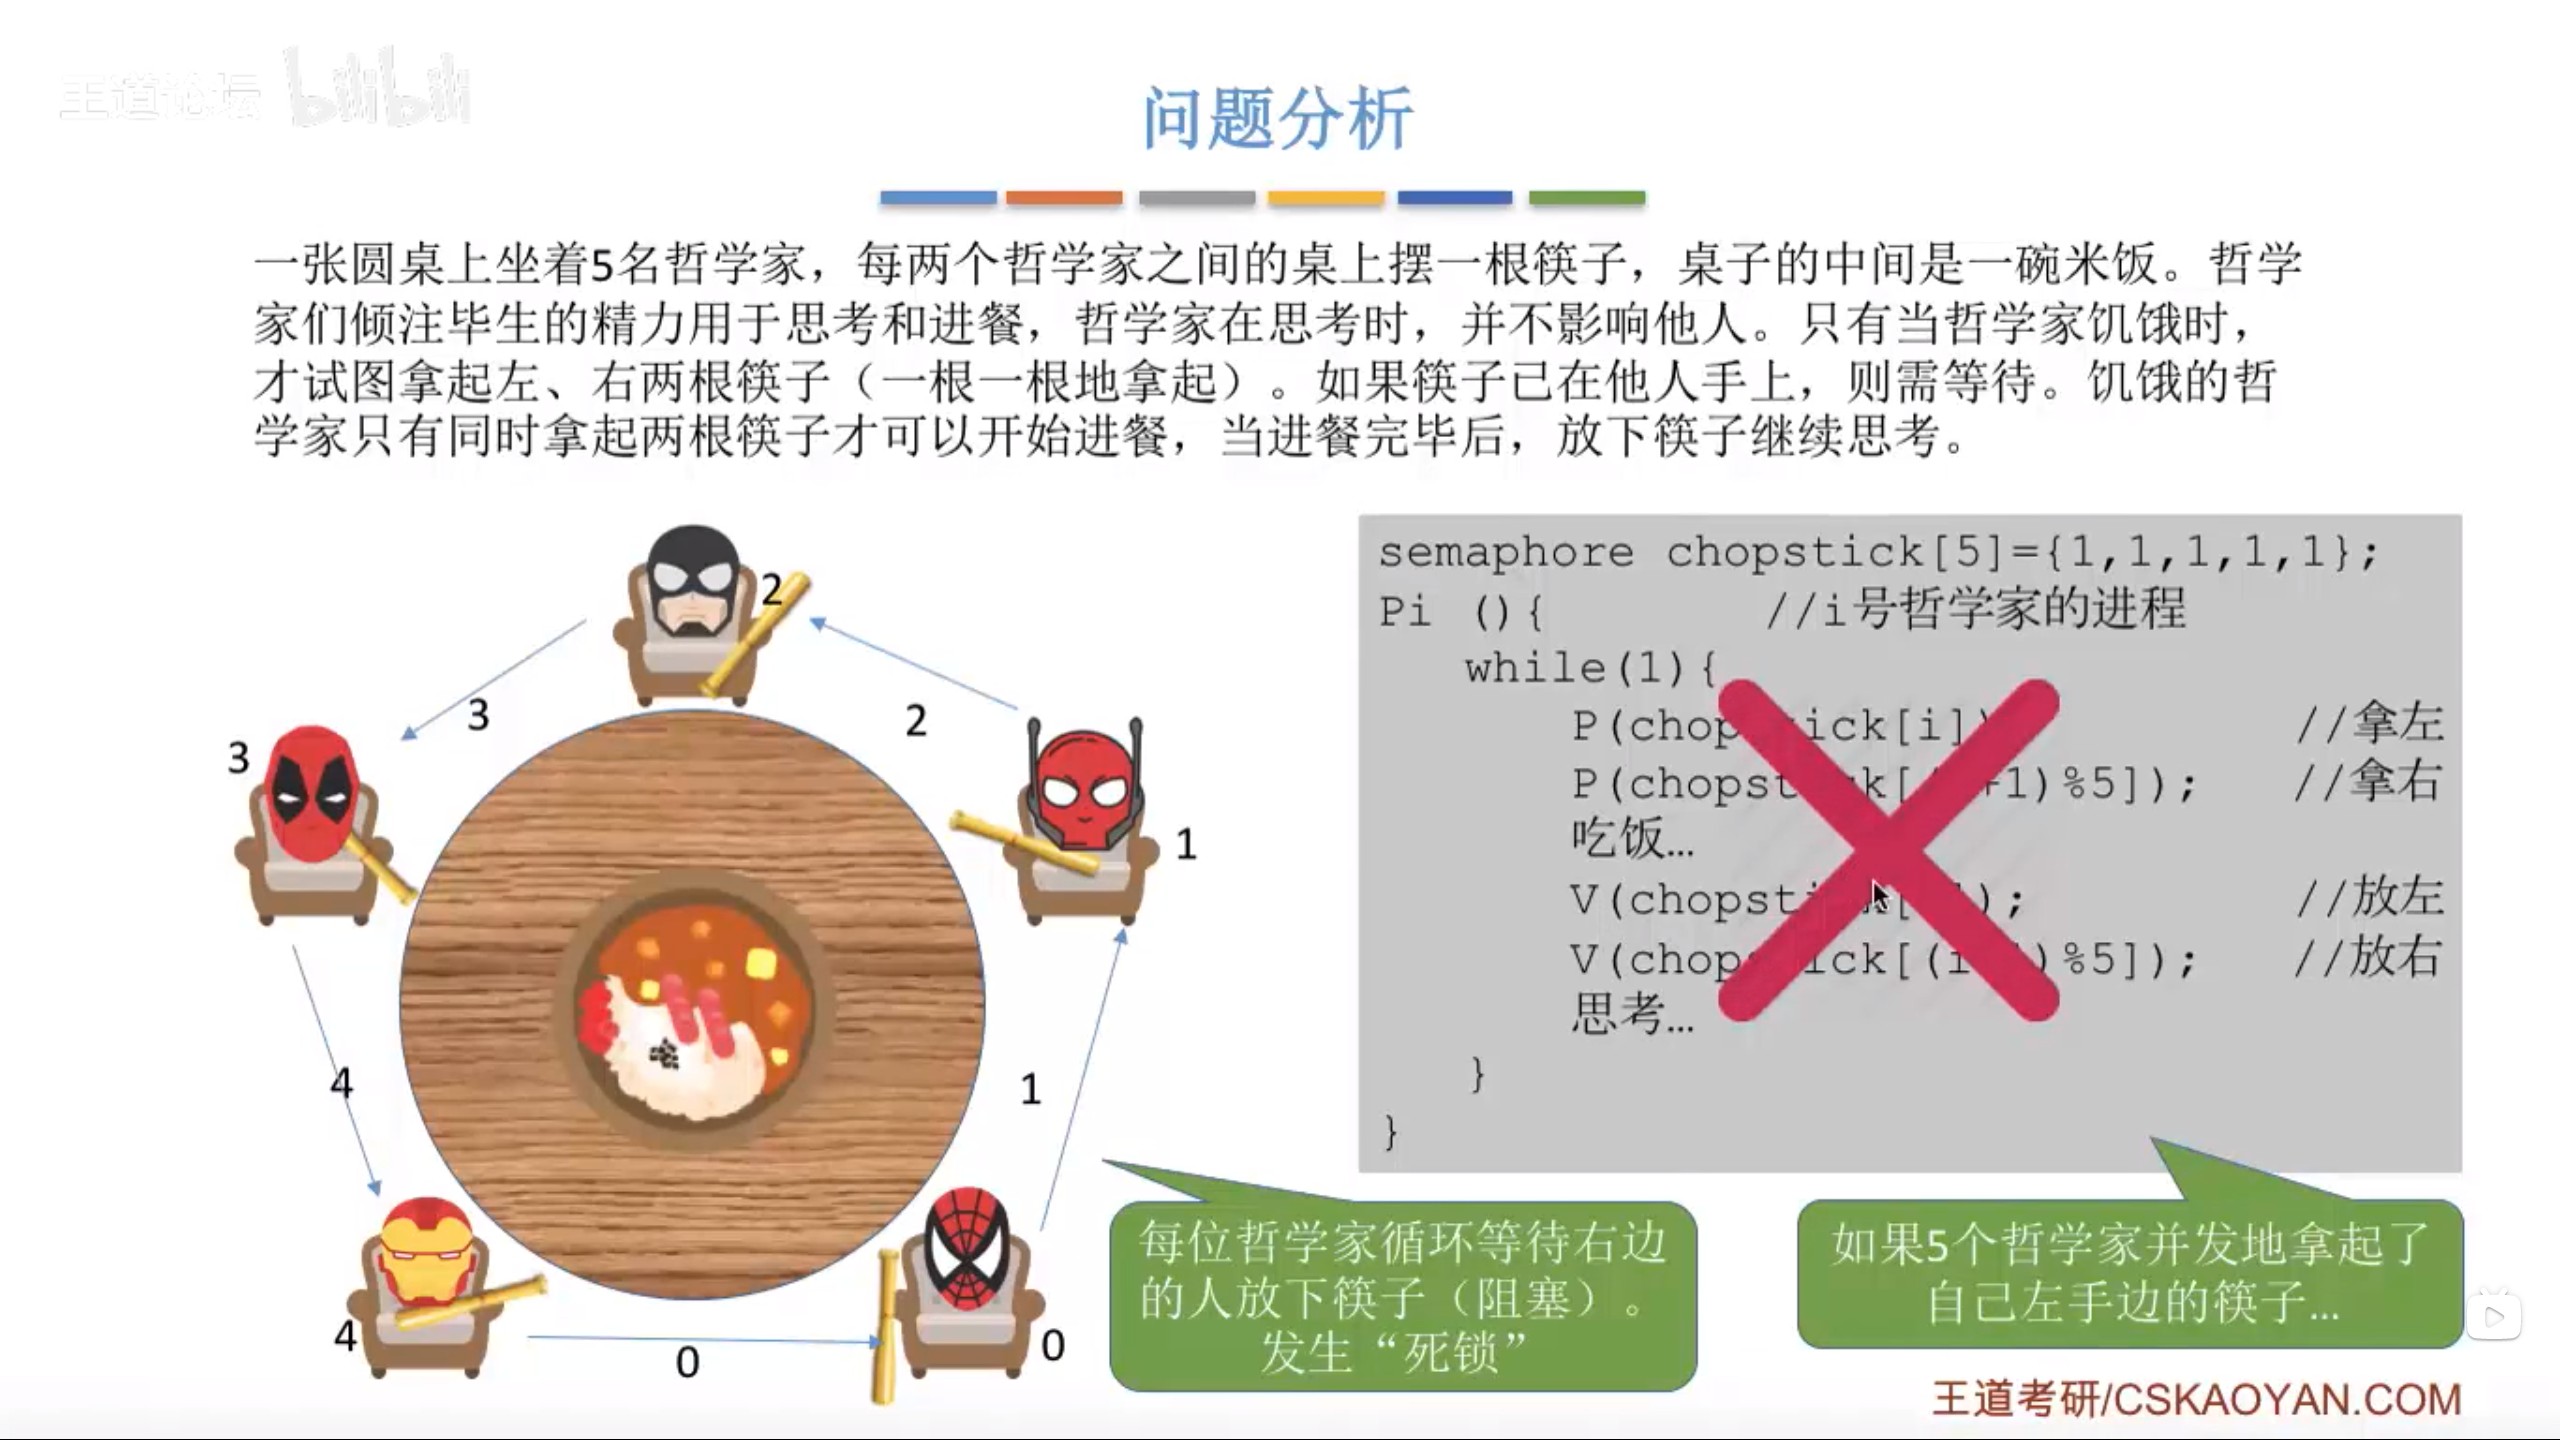 王道论坛 bilibili
问题分析
一张圆桌上坐着5名哲学家，每两个哲学家之间的桌上摆一根筷子，桌子的中间是一碗米饭。哲学
家们倾注毕生的精力用于思考和进餐，哲学家在思考时，并不影响他人。只有当哲学家饥饿时，
才试图拿起左、右两根筷子（一根一根地拿起）。如果筷子已在他人手上，则需等待。饥饿的哲
学家只有同时拿起两根筷子才可以开始进餐，当进餐完毕后，放下筷子继续思考。
2
3
2
3
1
4
1
4
0
0
semaphore chopstick[5]={1,1,1,1,1};
Pi (){ //i号哲学家的进程
while(1){
P(chop ick[i]) //拿左
P(chopst k[ +1)%5]); //拿右
吃饭…
V(chopsti k[ ); //放左
V(chop ick[(i )%5]); //放右
思考…
}
}
每位哲学家循环等待右边
的人放下筷子（阻塞）。
发生“死锁”
如果5个哲学家并发地拿起了
自己左手边的筷子…
王道考研/CSKAOYAN.COM